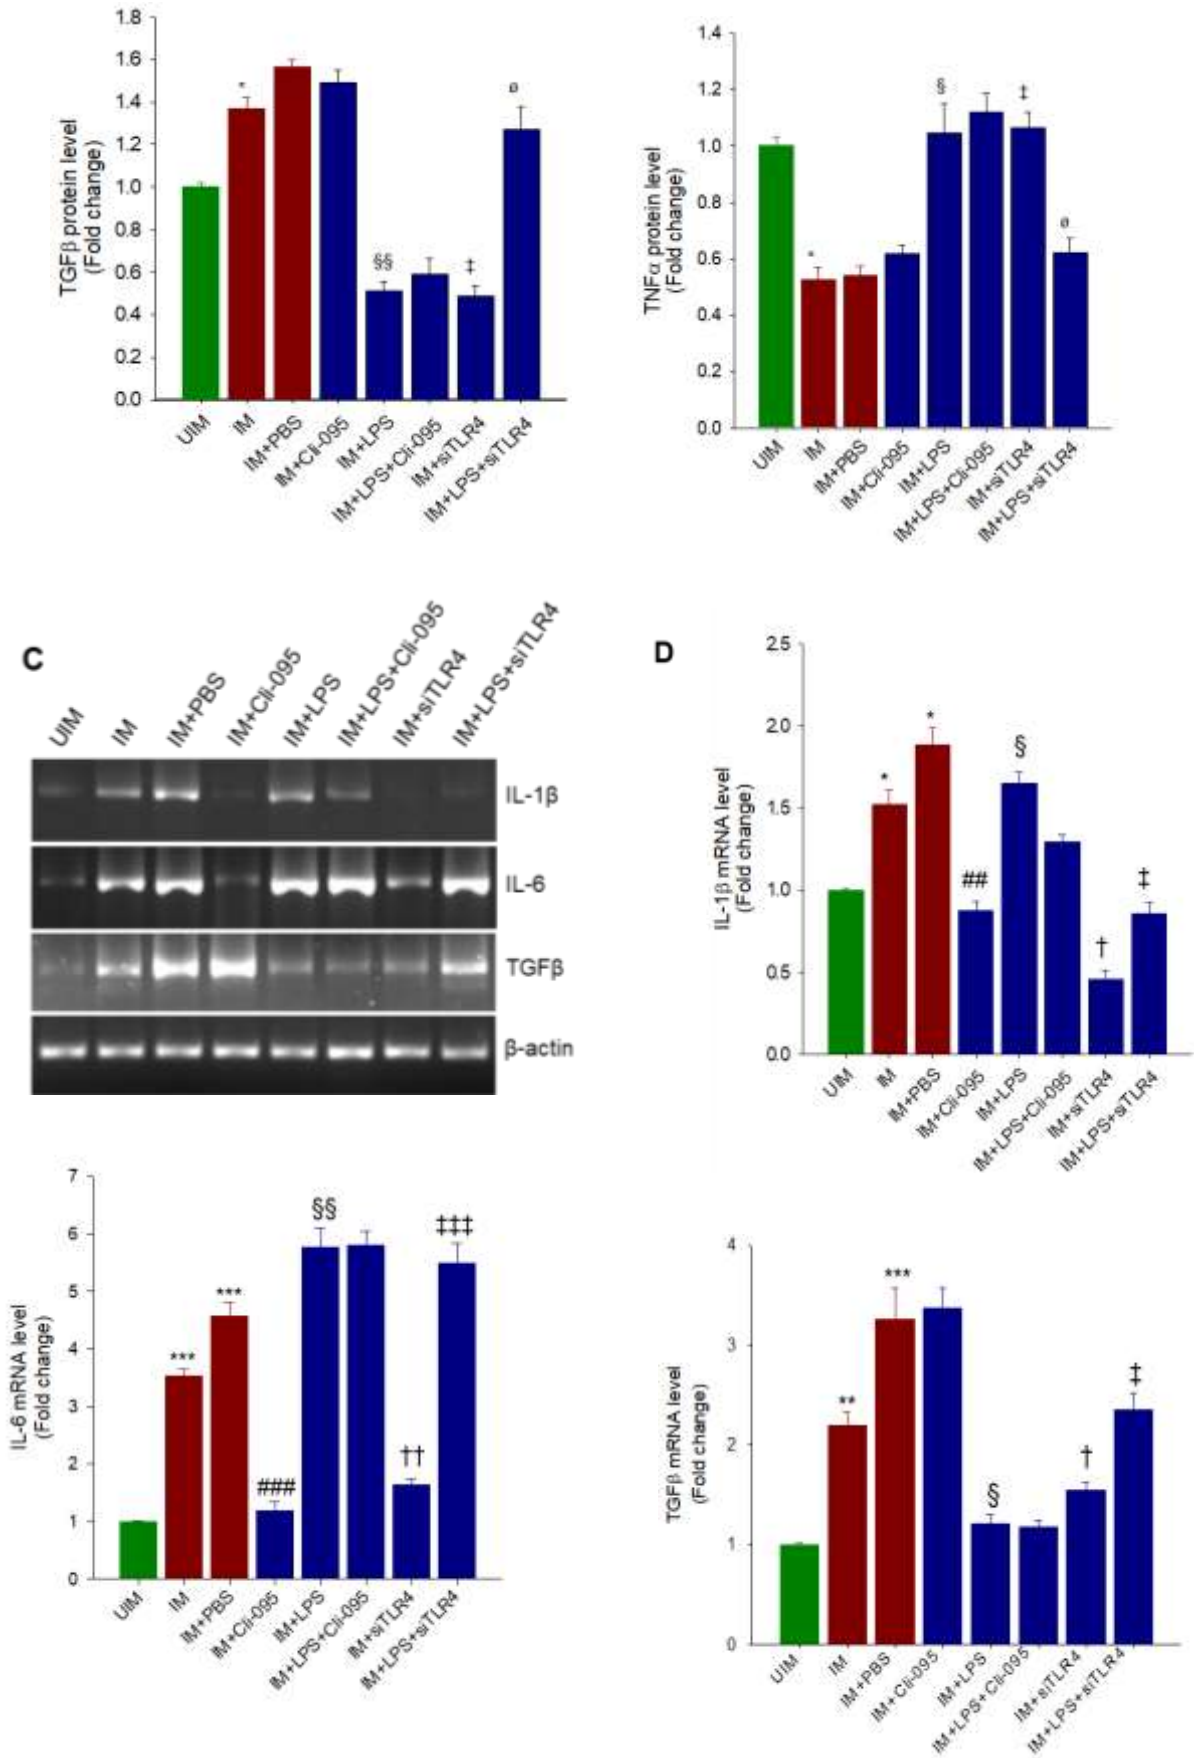 TGFβ protein level
(Fold change)
1.8
1.6
1.4
1.2
1.0
0.8
0.6
0.4
0.2
0.0
*
§§
‡
ø
UIM
IM
IM+PBS
IM+Cli-095
IM+LPS
IM+LPS+Cli-095
IM+siTLR4
IM+LPS+siTLR4
TNFα protein level
(Fold change)
1.4
1.2
1.0
0.8
0.6
0.4
0.2
0.0
*
§
‡
ø
UIM
IM
IM+PBS
IM+Cli-095
IM+LPS
IM+LPS+Cli-095
IM+siTLR4
IM+LPS+siTLR4
C
UIM
IM
IM+PBS
IM+Cli-095
IM+LPS
IM+LPS+Cli-095
IM+siTLR4
IM+LPS+siTLR4
IL-1β
IL-6
TGFβ
β-actin
D
IL-1β mRNA level
(Fold change)
2.5
2.0
1.5
1.0
0.5
0.0
*
*
##
§
†
‡
UIM
IM
IM+PBS
IM+Cli-095
IM+LPS
IM+LPS+Cli-095
IM+siTLR4
IM+LPS+siTLR4
IL-6 mRNA level
(Fold change)
7
6
5
4
3
2
1
0
***
***
###
§§
††
‡‡‡
UIM
IM
IM+PBS
IM+Cli-095
IM+LPS
IM+LPS+Cli-095
IM+siTLR4
IM+LPS+siTLR4
TGFβ mRNA level
(Fold change)
4
3
2
1
0
**
***
§
†
‡
UIM
IM
IM+PBS
IM+Cli-095
IM+LPS
IM+LPS+Cli-095
IM+siTLR4
IM+LPS+siTLR4